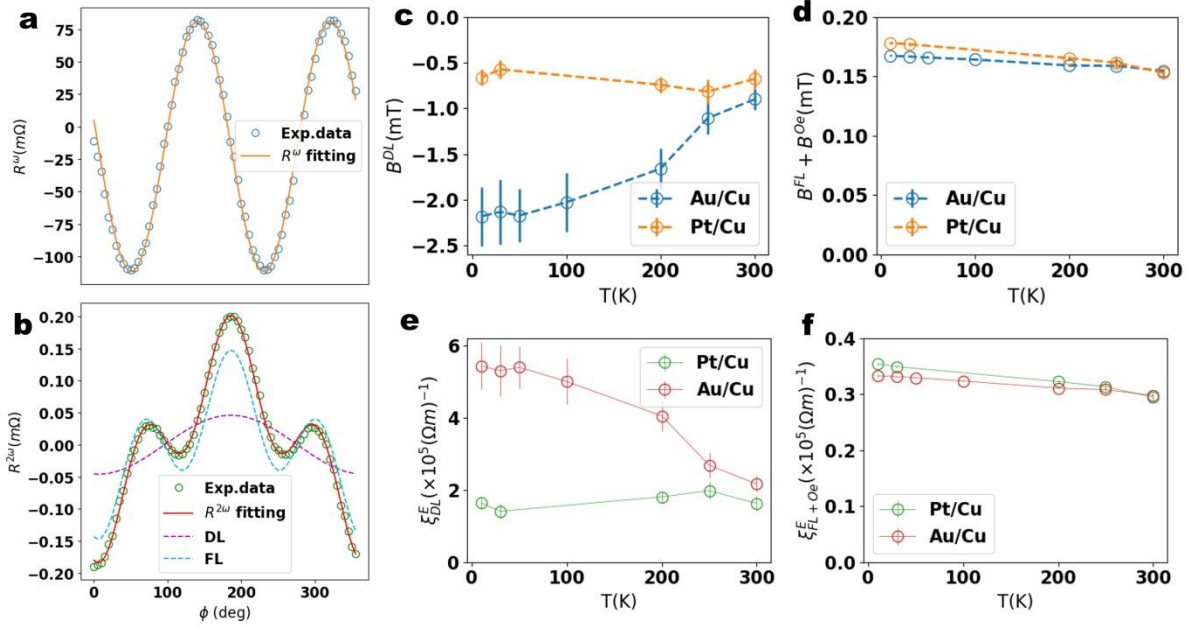 a
75
50
25
0
−25
−50
−100
R^ω(mΩ)
Exp.data
R^ω fitting
b
0.20
0.15
0.10
0.05
0.00
−0.05
−0.10
−0.15
−0.20
R^2ω (mΩ)
Exp.data
R^2ω fitting
DL
FL
0
100
200
300
ϕ (deg)
c
0.0
−0.5
−1.0
−1.5
−2.0
−2.5
B^DL(mT)
Au/Cu
Pt/Cu
0
100
200
300
T(K)
d
0.20
0.15
0.10
0.05
0.00
B^FL + B^Oe(mT)
Au/Cu
Pt/Cu
0
100
200
300
T(K)
e
6
4
2
0
ξ^E_DL(×10^5(Ωm)^−1)
Pt/Cu
Au/Cu
0
100
200
300
T(K)
f
0.4
0.3
0.2
0.1
0.0
ξ^E_FL + Oe(×10^5(Ωm)^−1)
Pt/Cu
Au/Cu
0
100
200
300
T(K)